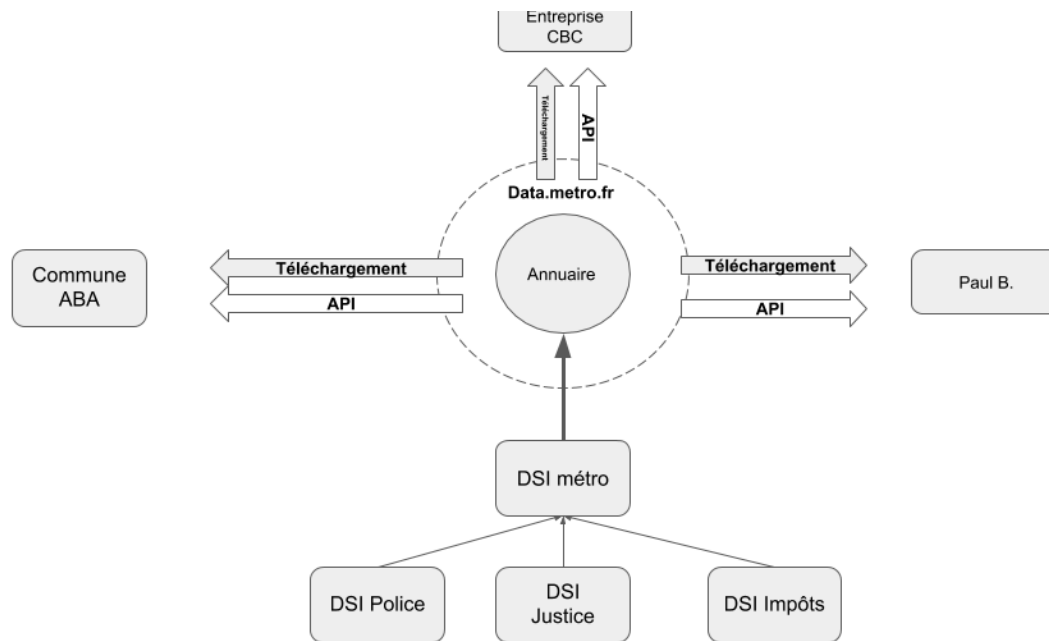 Entreprise
CBC
Téléchargement
API
Data.metro.fr
Commune
ABA
Téléchargement
API
Annuaire
Téléchargement
API
Paul B.
DSI métro
DSI Police
DSI
Justice
DSI Impôts